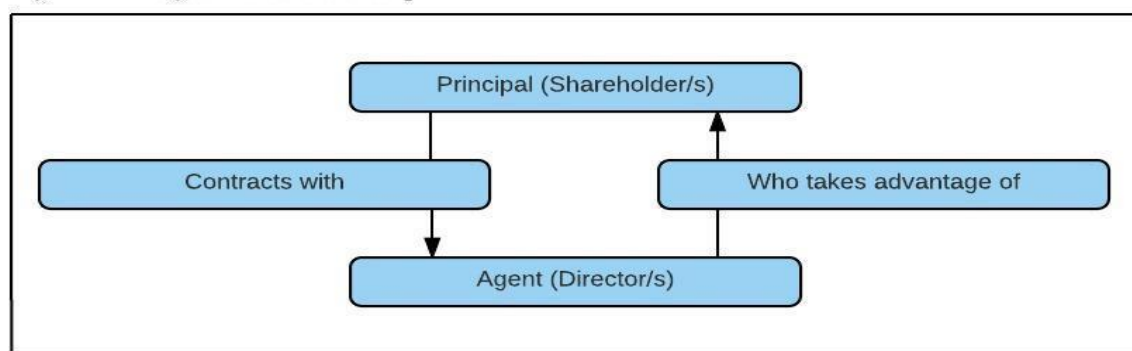 Principal (Shareholder/s)
Contracts with
Who takes advantage of
Agent (Director/s)